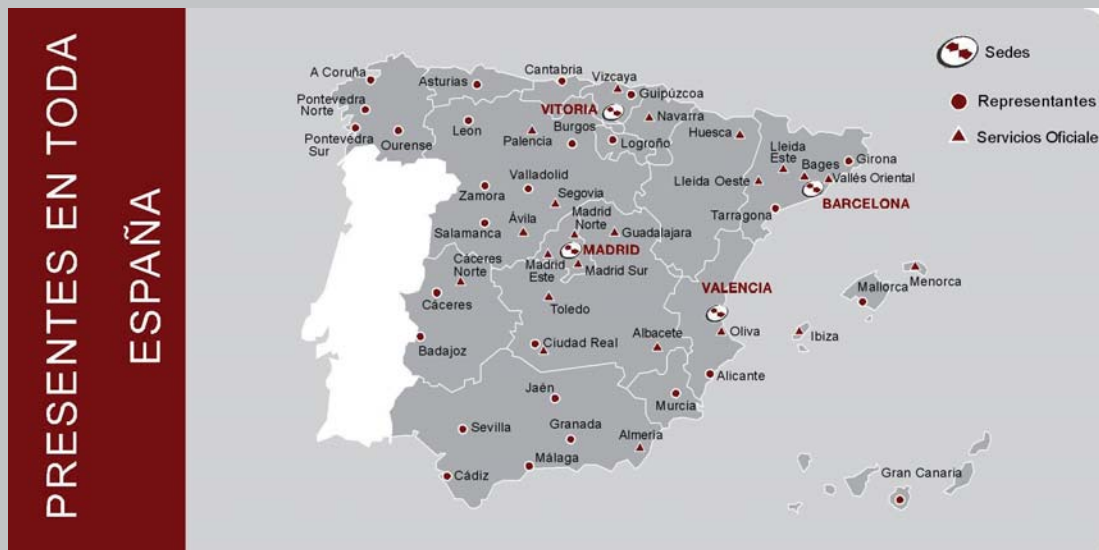 PRESENTES EN TODA
ESPAÑA
Sedes
Representantes
Servicios Oficiale
A Coruña
Asturias
Cantabria
Vizcaya
Guipúzcoa
Pontevedra
Norte
VITORIA
Navarra
Pontevedra
Sur
Ourense
Leon
Palencia
Burgos
Logroño
Huesca
Lleida
Este
Bages
Girona
Vallés Oriental
Lleida Oeste
BARCELONA
Tarragona
Zamora
Valladolid
Segovia
Salamanca
Ávila
Madrid
Norte
Guadalajara
MADRID
Madrid
Este
Madrid Sur
Cáceres
Norte
Cáceres
Toledo
VALENCIA
Menorca
Mallorca
Badajoz
Ciudad Real
Albacete
Oliva
Ibiza
Alicante
Jaén
Murcia
Sevilla
Granada
Almería
Cádiz
Málaga
Gran Canaria